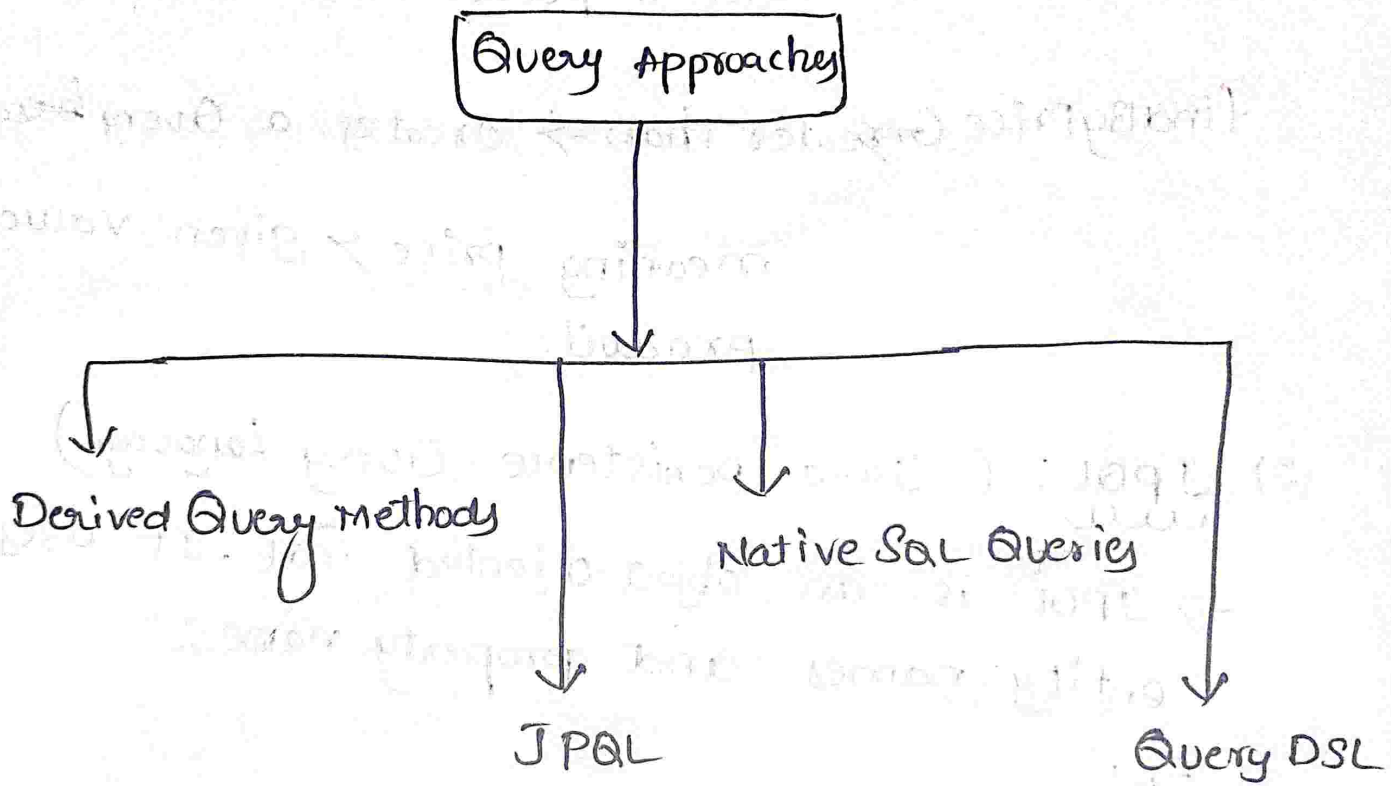 Query Approaches
Derived Query Methods
Native SQL Queries
JPQL
Query DSL